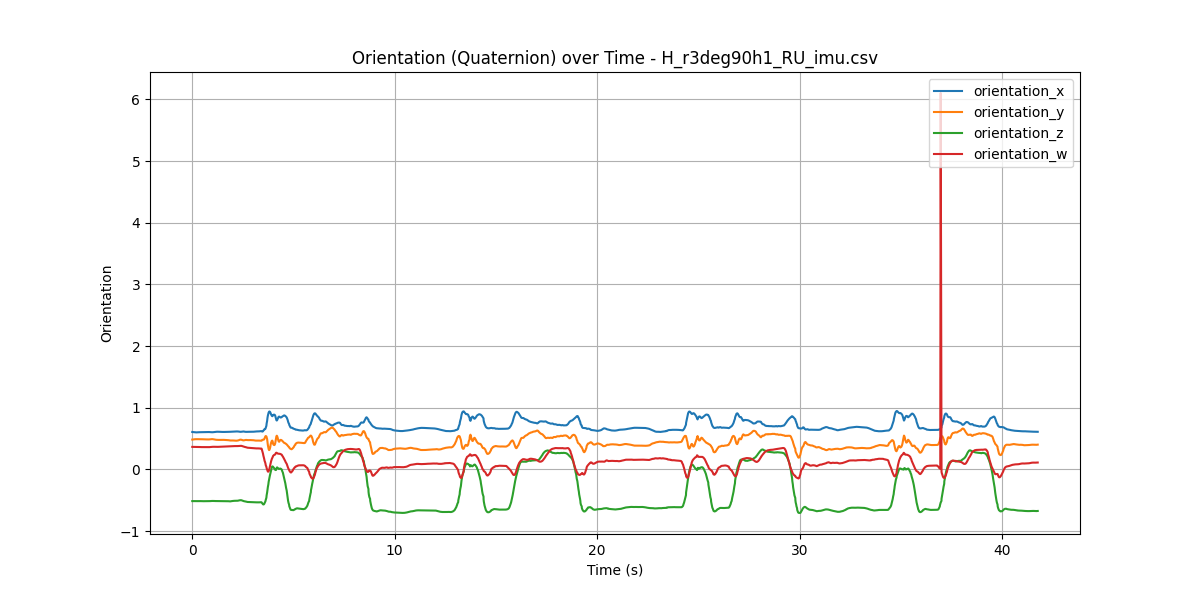 Orientation (Quaternion) over Time - H_r3deg90h1_RU_imu.csv
orientation_x
orientation_y
orientation_z
orientation_w
6
5
4
3
2
1
0
−1
Orientation
0 10 20 30 40
Time (s)